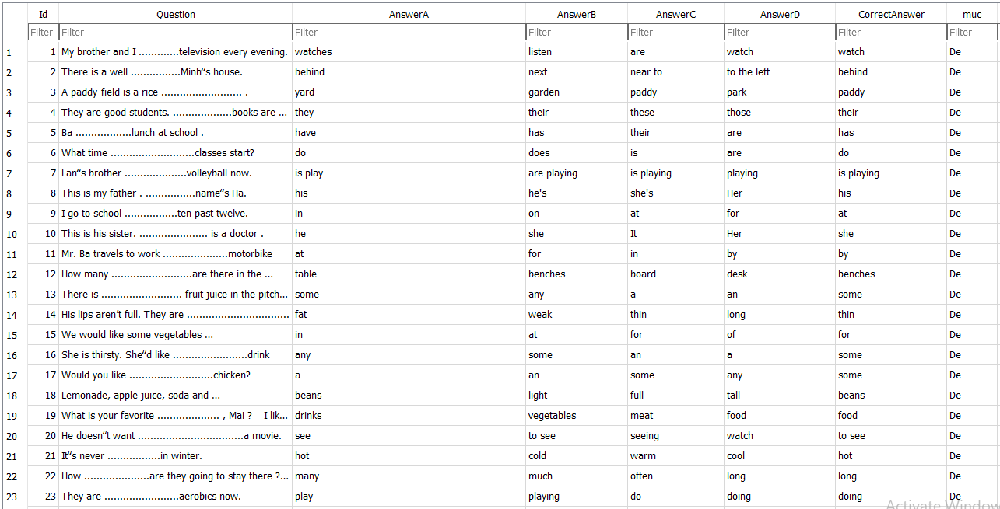 Id Question AnswerA AnswerB AnswerC AnswerD CorrectAnswer muc
Filter Filter Filter Filter Filter Filter Filter Filter
1 1 My brother and I .............television every evening. watches listen are watch watch De
2 2 There is a well ................Minh“s house. behind next near to to the left behind De
3 3 A paddy-field is a rice .......................... . yard garden paddy park paddy De
4 4 They are good students. ...................books are ... they their these those their De
5 5 Ba ..................lunch at school . have has their are has De
6 6 What time ...........................classes start? do does is are do De
7 7 Lan“s brother ....................volleyball now. is play are playing is playing playing is playing De
8 8 This is my father . ................name“s Ha. his he's she's Her his De
9 9 I go to school .................ten past twelve. in on at for at De
10 10 This is his sister. ...................... is a doctor . he she It Her she De
11 11 Mr. Ba travels to work .....................motorbike at for in by by De
12 12 How many ..........................are there in the ... table benches board desk benches De
13 13 There is .......................... fruit juice in the pitch... some any a an some De
14 14 His lips aren’t full. They are ................................. fat weak thin long thin De
15 15 We would like some vegetables ... in at for of for De
16 16 She is thirsty. She“d like ........................drink any some an a some De
17 17 Would you like ...........................chicken? a an some any some De
18 18 Lemonade, apple juice, soda and ... beans light full tall beans De
19 19 What is your favorite .................... , Mai ? _ I lik... drinks vegetables meat food food De
20 20 He doesn“t want ..................................a movie. see to see seeing watch to see De
21 21 It“s never .................in winter. hot cold warm cool hot De
22 22 How .....................are they going to stay there ?... many much often long long De
23 23 They are ........................aerobics now. play playing do doing doing De
Activate Window